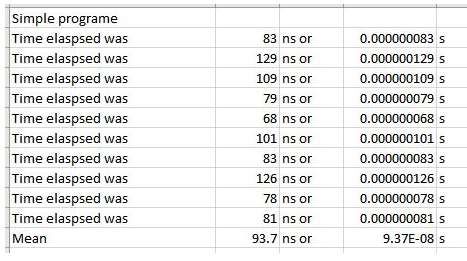 Simple programe
Time elaspsed was 83 ns or 0.000000083 s
Time elaspsed was 129 ns or 0.000000129 s
Time elaspsed was 109 ns or 0.000000109 s
Time elaspsed was 79 ns or 0.000000079 s
Time elaspsed was 68 ns or 0.000000068 s
Time elaspsed was 101 ns or 0.000000101 s
Time elaspsed was 83 ns or 0.000000083 s
Time elaspsed was 126 ns or 0.000000126 s
Time elaspsed was 78 ns or 0.000000078 s
Time elaspsed was 81 ns or 0.000000081 s
Mean 93.7 ns or 9.37E-08 s